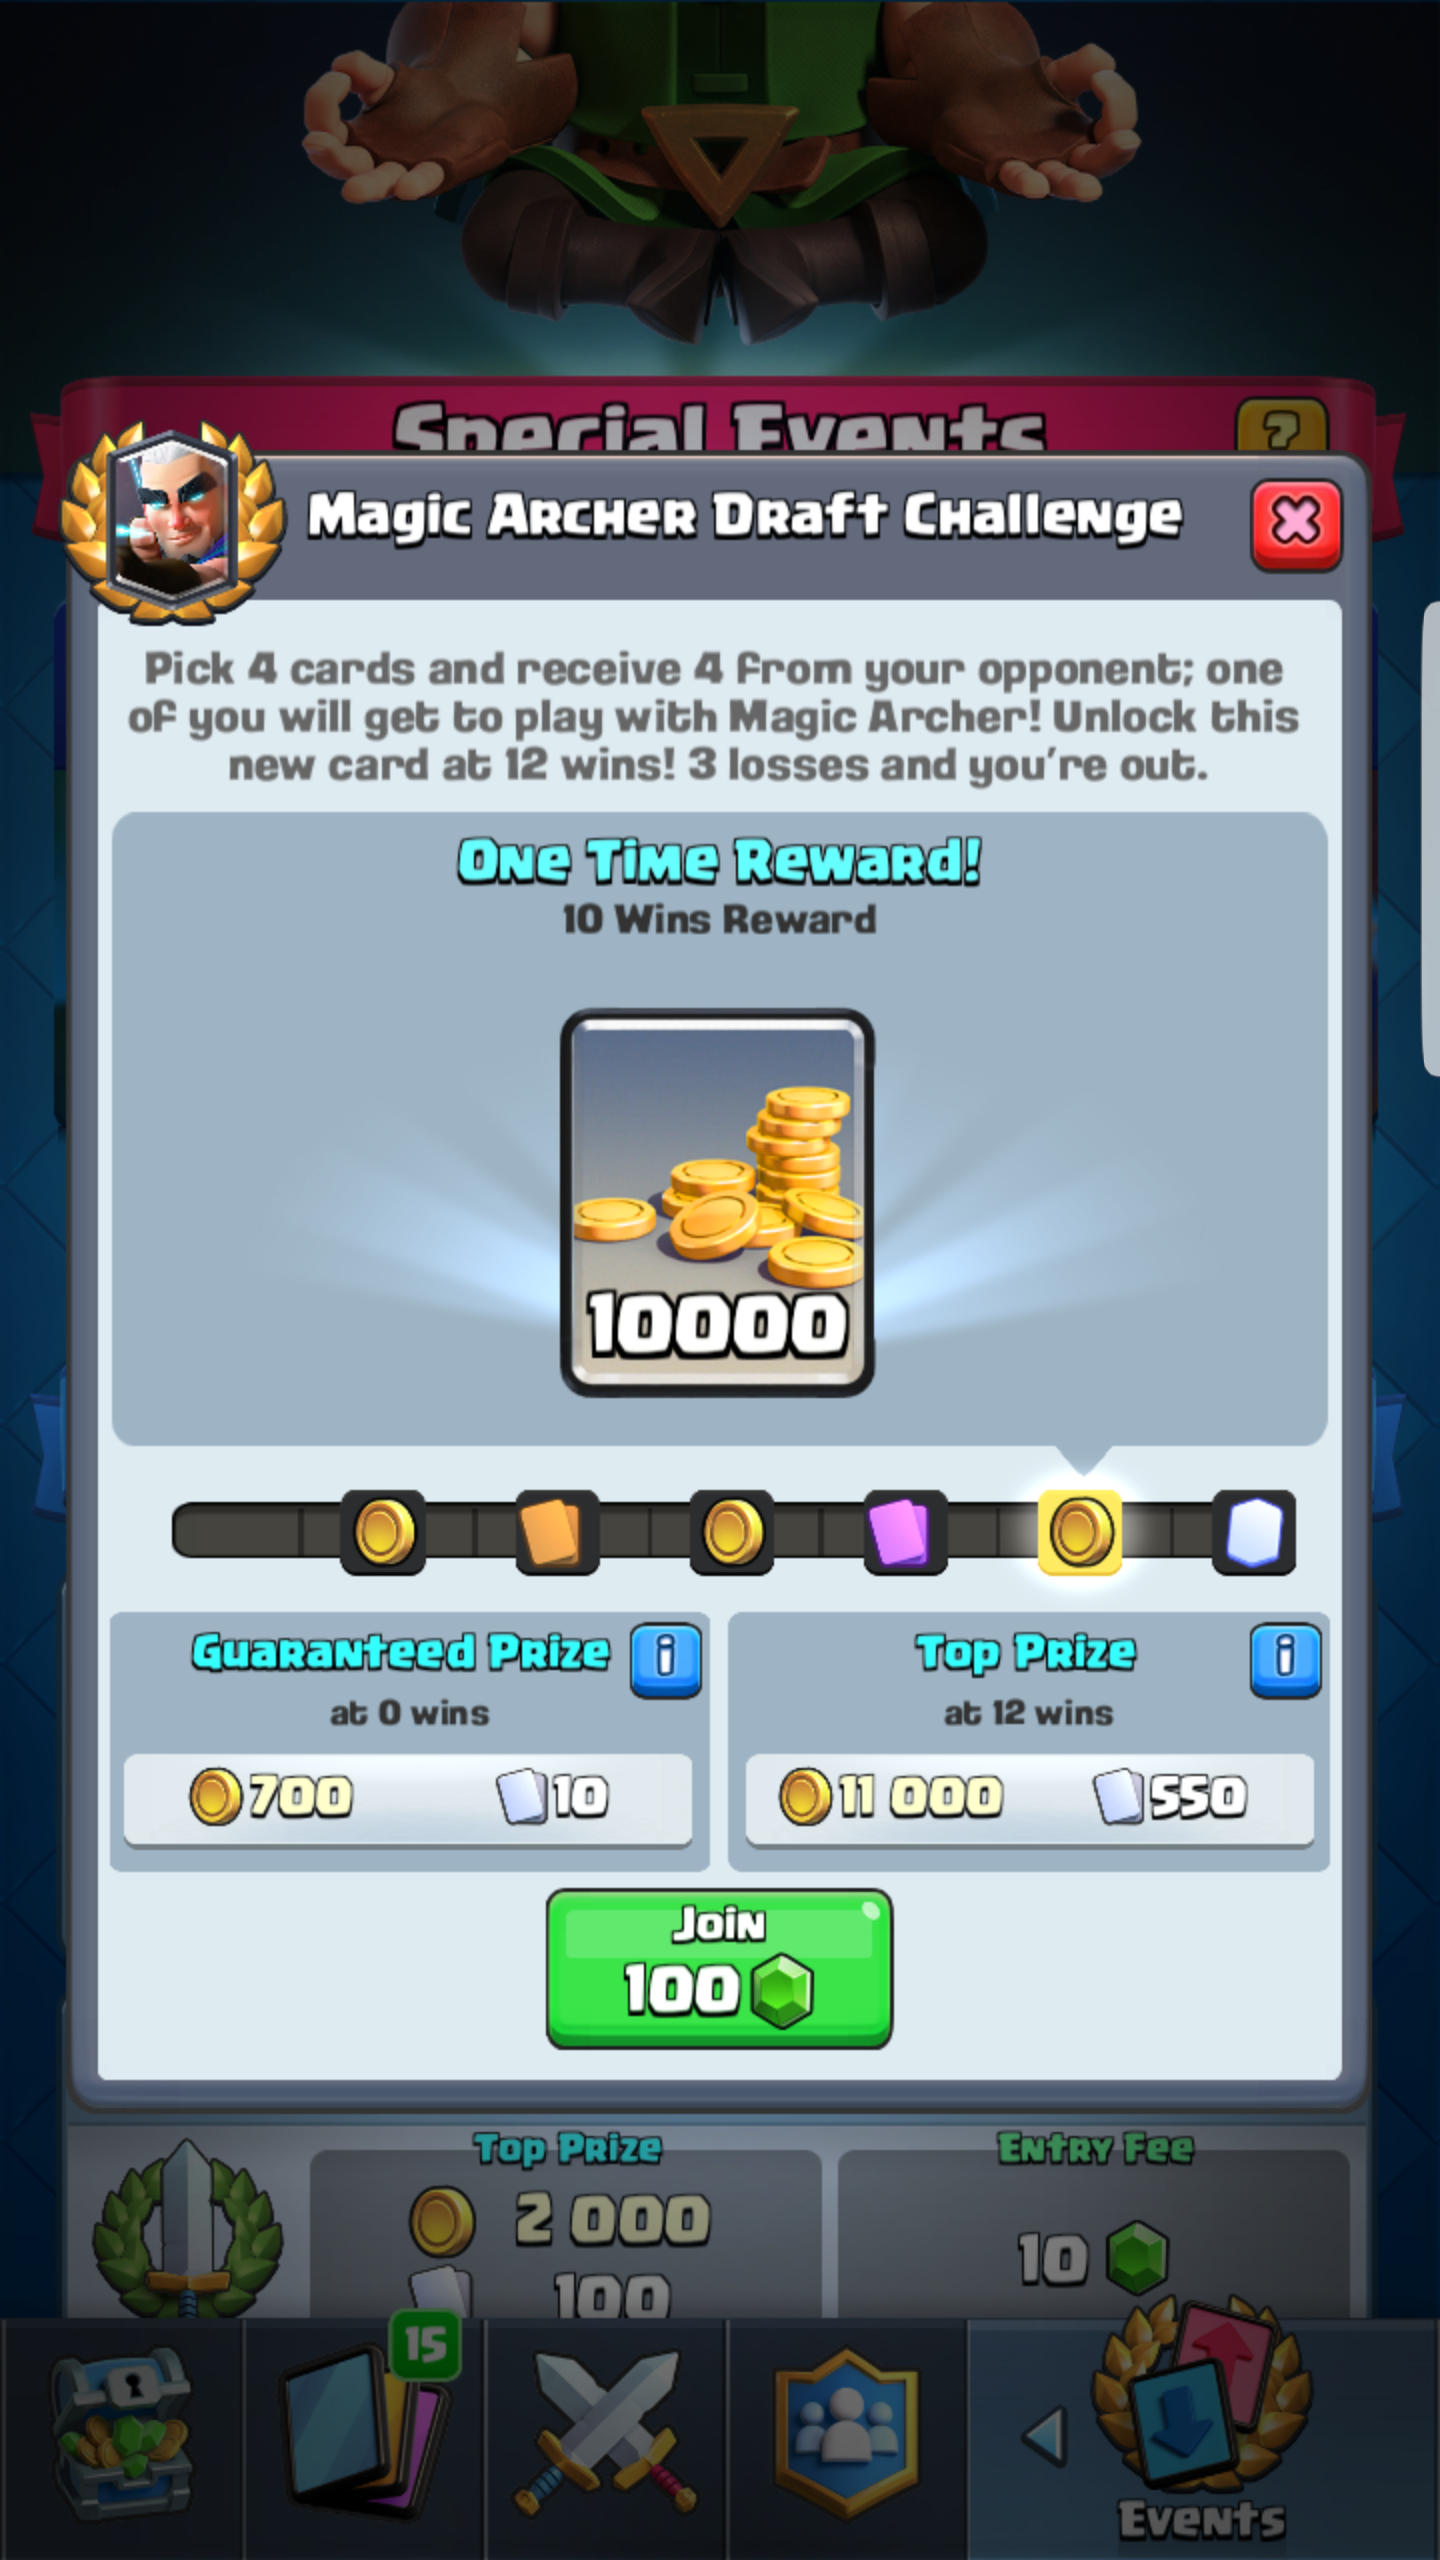 Special Events
?
Magic Archer Draft Challenge
Pick 4 cards and receive 4 from your opponent; one
of you will get to play with Magic Archer! Unlock this
new card at 12 wins! 3 losses and you're out.
One Time Reward!
10 Wins Reward
10000
Guaranteed Prize
i
at 0 wins
700
10
Top Prize
i
at 12 wins
11 000
550
Join
100
Top Prize
2 000
100
Entry Fee
10
15
Events